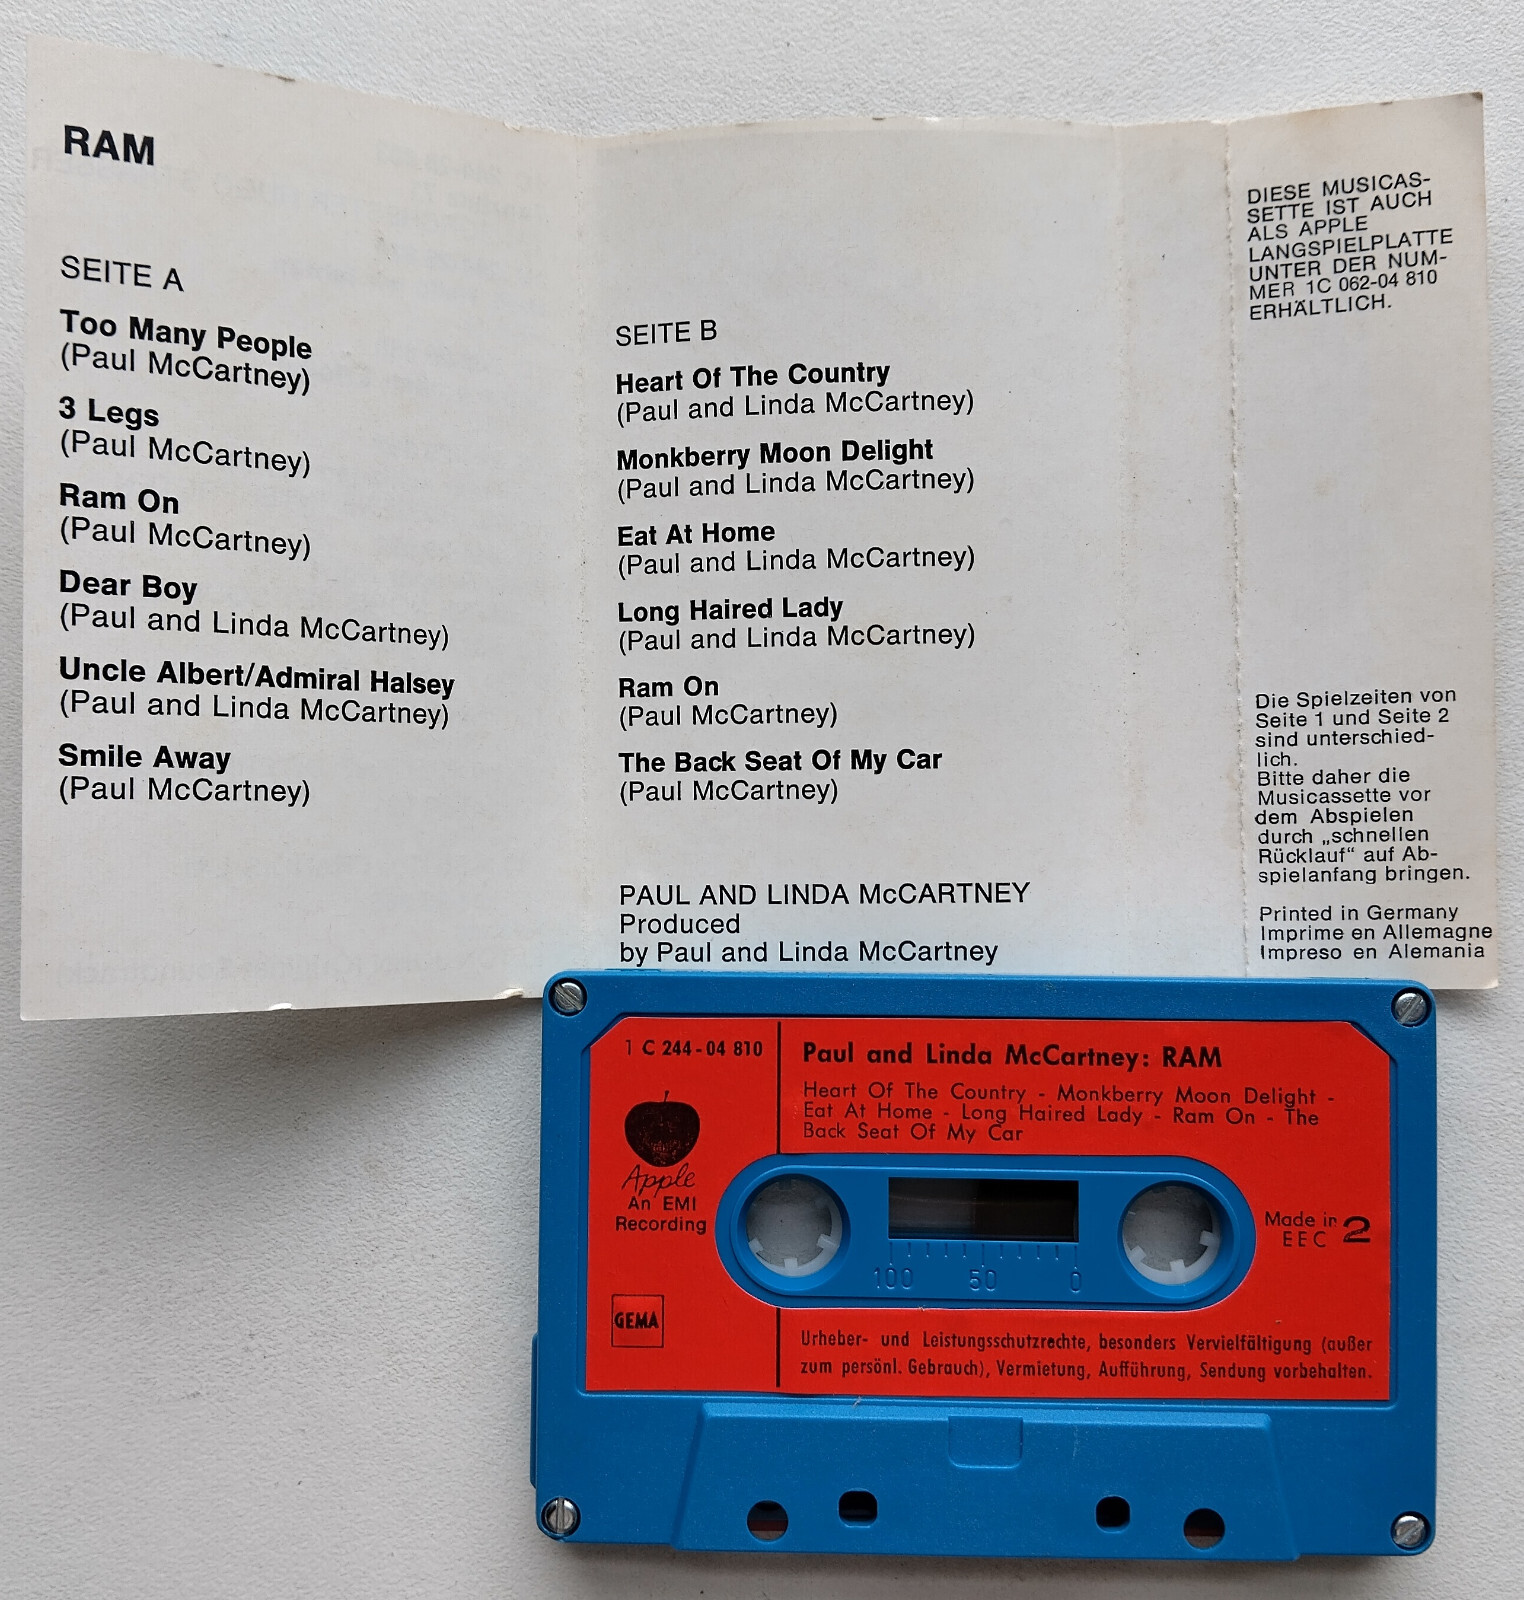 RAM
SEITE A
Too Many People
(Paul McCartney)
3 Legs
(Paul McCartney)
Ram On
(Paul McCartney)
Dear Boy
(Paul and Linda McCartney)
Uncle Albert/Admiral Halsey
(Paul and Linda McCartney)
Smile Away
(Paul McCartney)
SEITE B
Heart Of The Country
(Paul and Linda McCartney)
Monkberry Moon Delight
(Paul and Linda McCartney)
Eat At Home
(Paul and Linda McCartney)
Long Haired Lady
(Paul and Linda McCartney)
Ram On
(Paul McCartney)
The Back Seat Of My Car
(Paul McCartney)
PAUL AND LINDA McCARTNEY
Produced
by Paul and Linda McCartney
DIESE MUSICAS-
SETTE IST AUCH
ALS APPLE
LANGSPIELPLATTE
UNTER DER NUM-
MER 1C 062-04 810
ERHÄLTLICH.
Die Spielzeiten von
Seite 1 und Seite 2
sind unterschied-
lich.
Bitte daher die
Musicassette vor
dem Abspielen
durch „schnellen
Rücklauf“ auf Ab-
spielanfang bringen.
Printed in Germany
Imprime en Allemagne
Impreso en Alemania
1 C 244-04 810
Apple
An EMI
Recording
GEMA
Paul and Linda McCartney: RAM
Heart Of The Country - Monkberry Moon Delight -
Eat At Home - Long Haired Lady - Ram On - The
Back Seat Of My Car
100 50 0
Made in
EEC
2
Urheber- und Leistungsschutzrechte, besonders Vervielfältigung (außer
zum persönl. Gebrauch), Vermietung, Aufführung, Sendung vorbehalten.